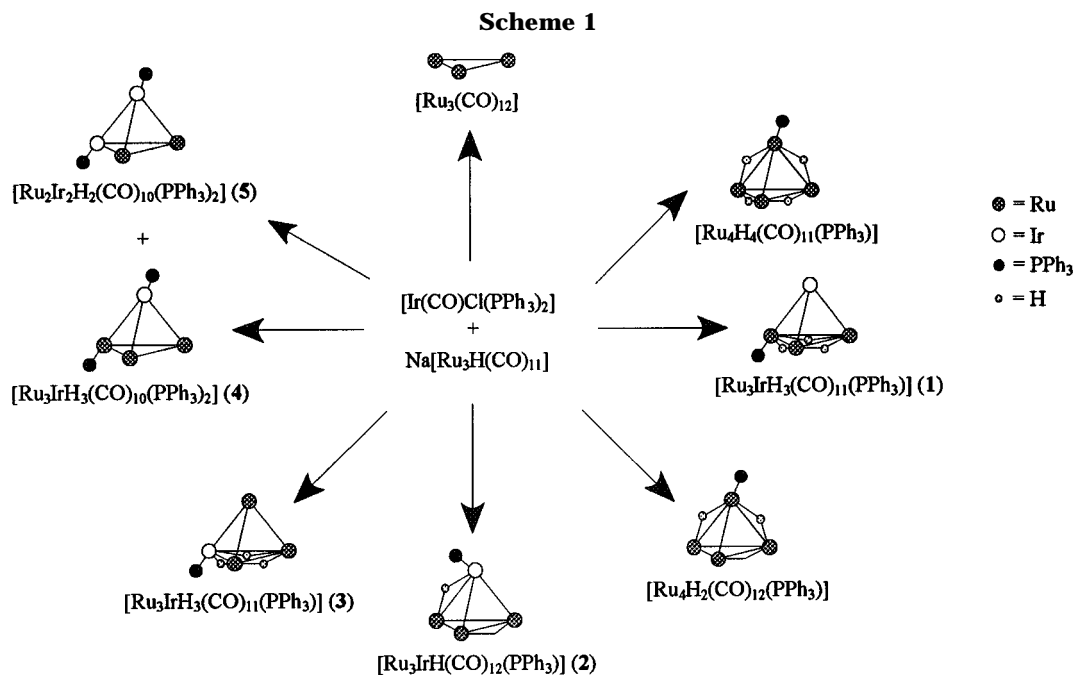 Scheme 1
[Ru₃(CO)₁₂]
[Ru₂Ir₂H₂(CO)₁₀(PPh₃)₂] (5)
+
[Ru₃IrH₃(CO)₁₀(PPh₃)₂] (4)
[Ru₃IrH₃(CO)₁₁(PPh₃)] (3)
[Ir(CO)Cl(PPh₃)₂]
+
Na[Ru₃H(CO)₁₁]
[Ru₃IrH(CO)₁₂(PPh₃)] (2)
[Ru₄H₄(CO)₁₁(PPh₃)]
[Ru₃IrH₃(CO)₁₁(PPh₃)] (1)
[Ru₄H₂(CO)₁₂(PPh₃)]
= Ru
= Ir
= PPh₃
= H